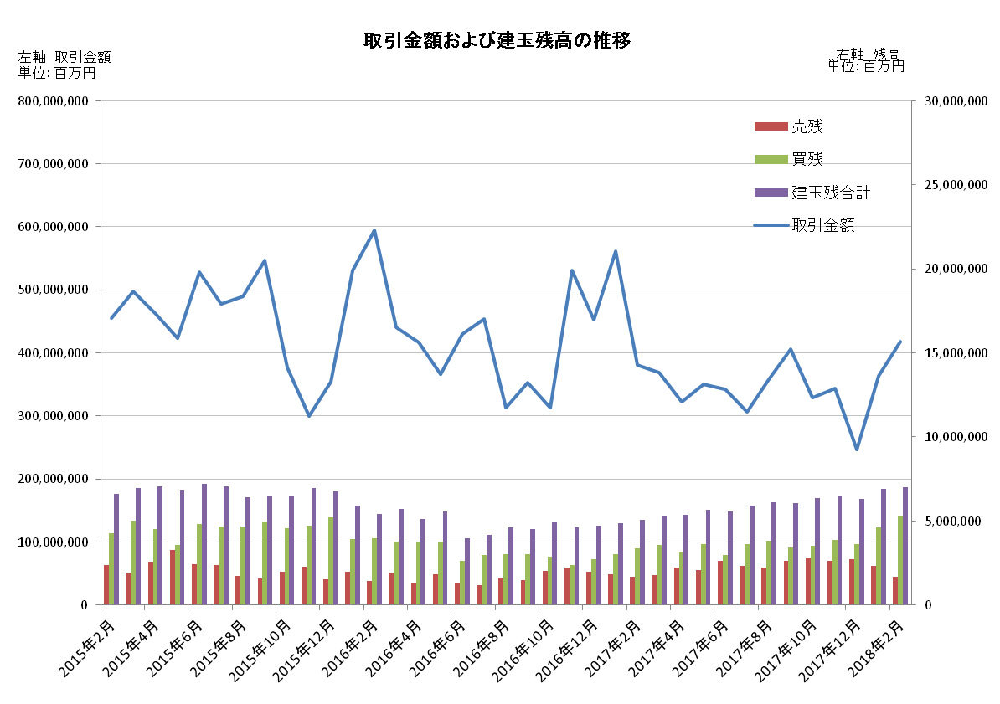 取引金額および建玉残高の推移
左軸　取引金額
単位: 百万円
右軸　残高
単位: 百万円
800,000,000
700,000,000
600,000,000
500,000,000
400,000,000
300,000,000
200,000,000
100,000,000
0
30,000,000
25,000,000
20,000,000
15,000,000
10,000,000
5,000,000
0
売残
買残
建玉残合計
取引金額
2015年2月
2015年4月
2015年6月
2015年8月
2015年10月
2015年12月
2016年2月
2016年4月
2016年6月
2016年8月
2016年10月
2016年12月
2017年2月
2017年4月
2017年6月
2017年8月
2017年10月
2017年12月
2018年2月